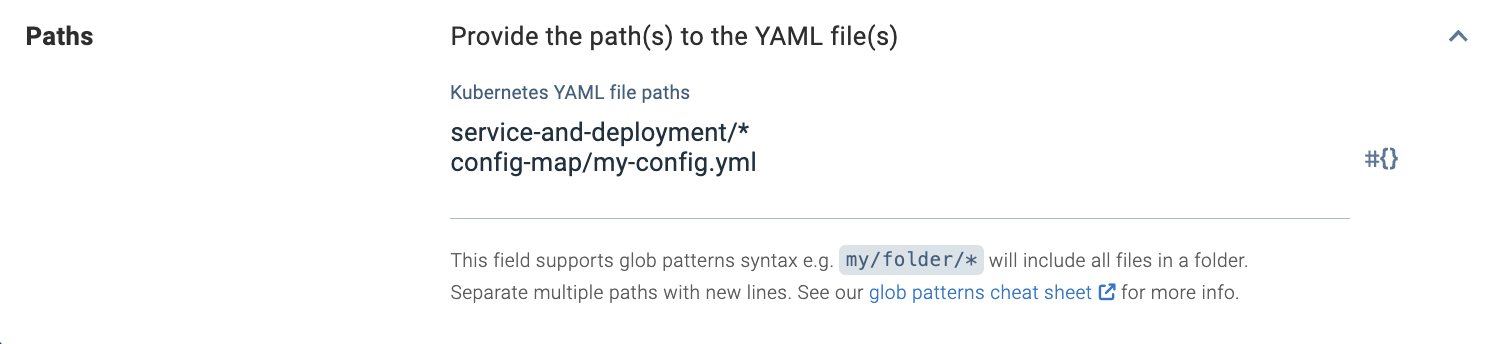 Paths
Provide the path(s) to the YAML file(s)
Kubernetes YAML file paths
service-and-deployment/*
config-map/my-config.yml
#{}
This field supports glob patterns syntax e.g. my/folder/* will include all files in a folder.
Separate multiple paths with new lines. See our glob patterns cheat sheet for more info.